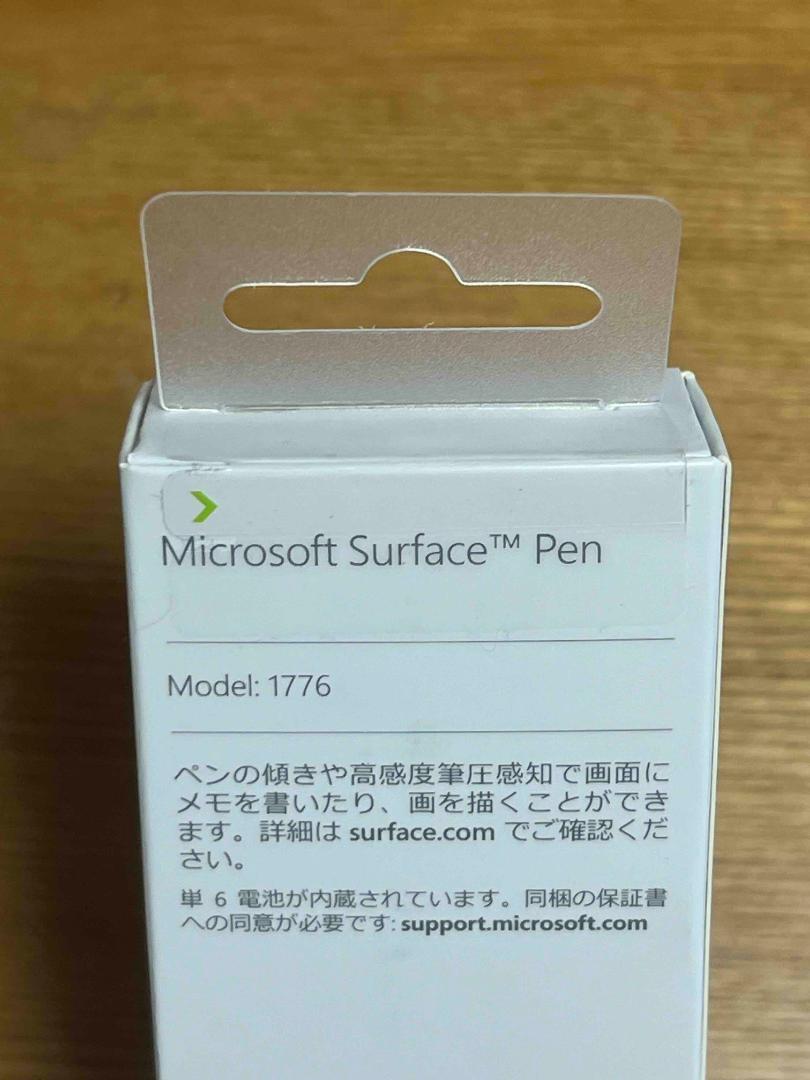 Microsoft Surface™ Pen
Model: 1776
ペンの傾きや高感度筆圧感知で画面に
メモを書いたり、画を描くことができ
ます。詳細は surface.com でご確認くだ
さい。
単 6 電池が内蔵されています。同梱の保証書
への同意が必要です: support.microsoft.com